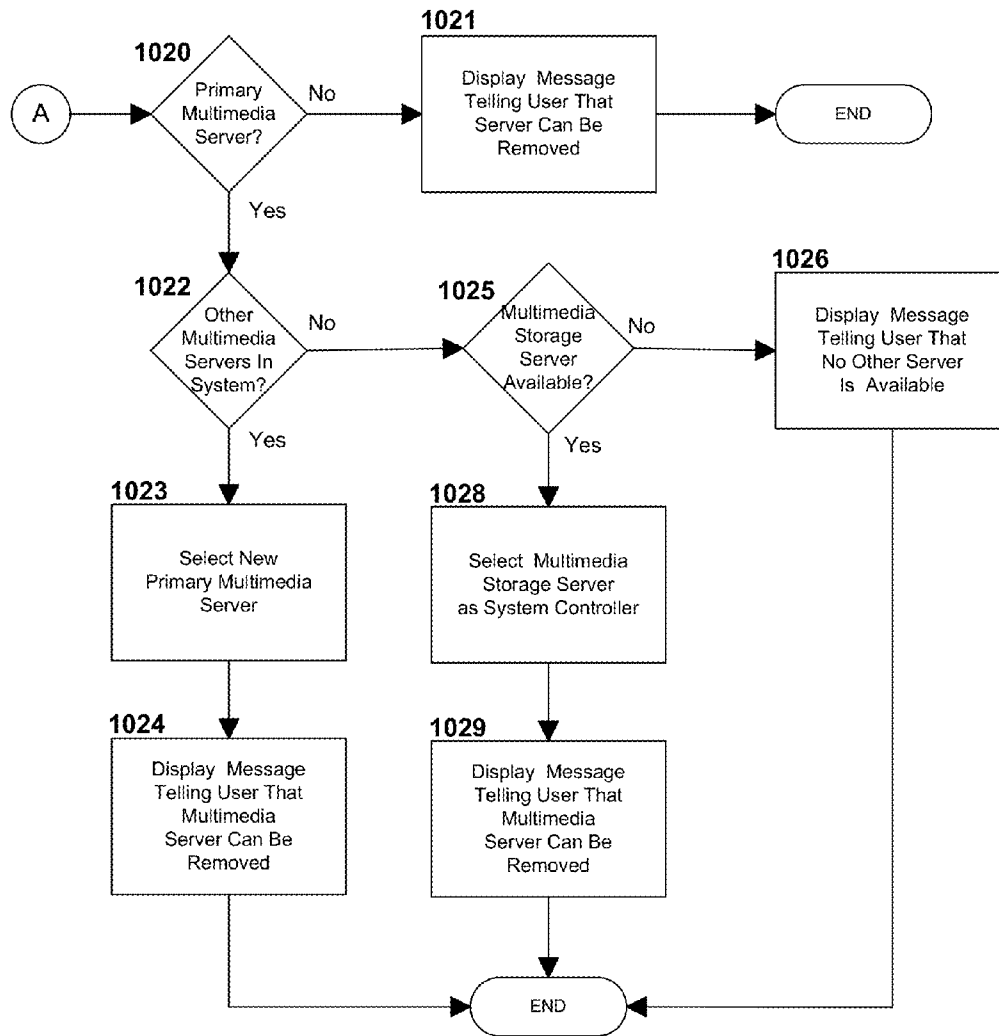 1020
A
Primary
Multimedia
Server?
No
Yes
1021
Display Message
Telling User That
Server Can Be
Removed
END
1022
Other
Multimedia
Servers In
System?
No
Yes
1025
Multimedia
Storage
Server
Available?
No
Yes
1026
Display Message
Telling User That
No Other Server
Is Available
1023
Select New
Primary Multimedia
Server
1028
Select Multimedia
Storage Server
as System Controller
1024
Display Message
Telling User That
Multimedia
Server Can Be
Removed
1029
Display Message
Telling User That
Multimedia
Server Can Be
Removed
END